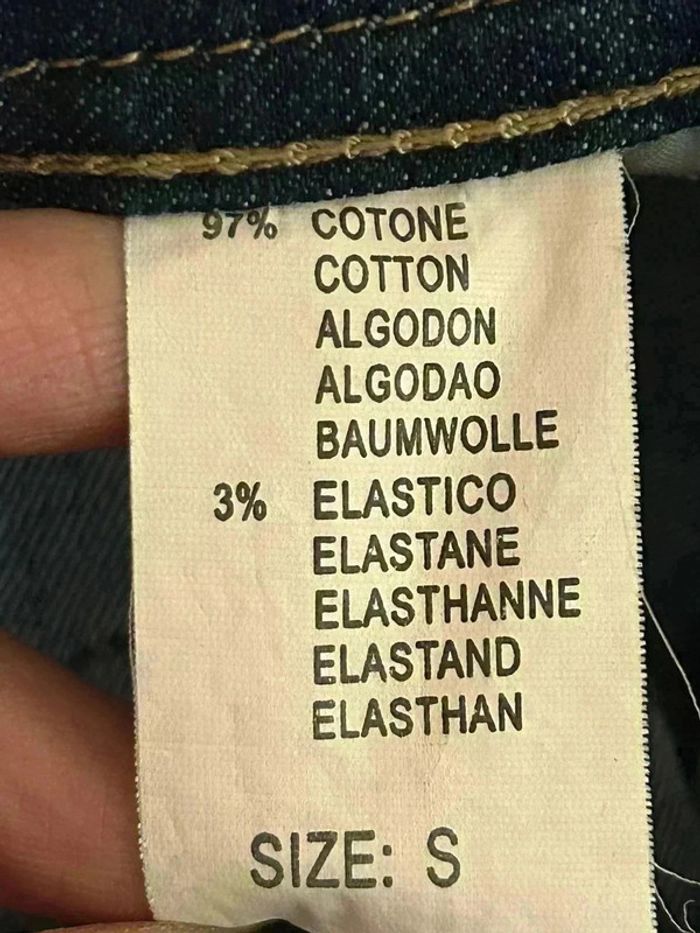 97% COTONE
COTTON
ALGODON
ALGODAO
BAUMWOLLE
3% ELASTICO
ELASTANE
ELASTHANNE
ELASTAND
ELASTHAN
SIZE: S